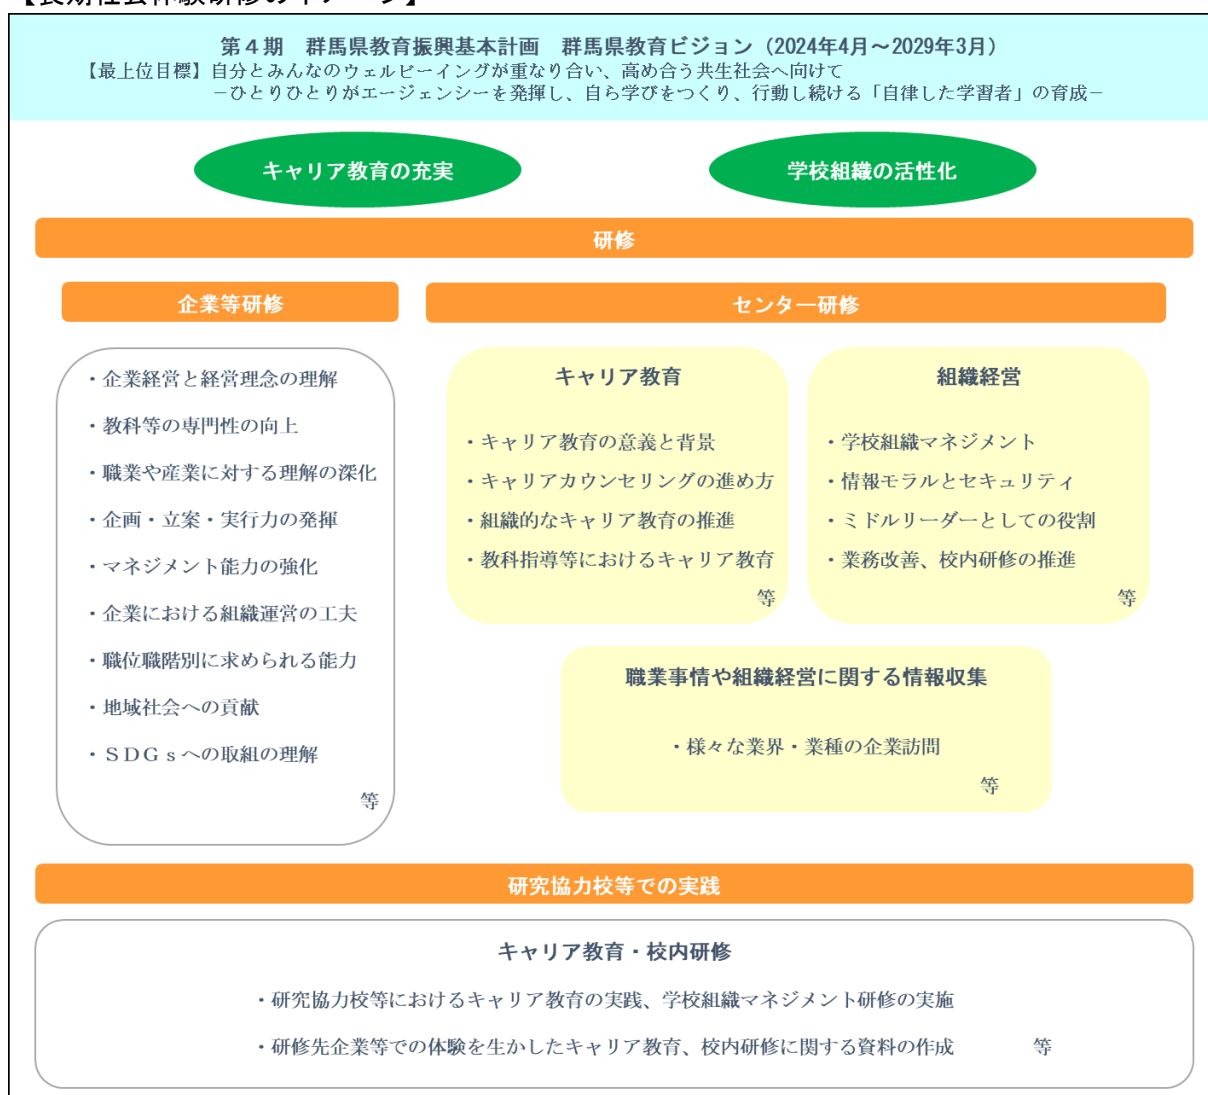 【長期社会体験研修のイメージ】
第４期　群馬県教育振興基本計画　群馬県教育ビジョン（2024年4月～2029年3月）
【最上位目標】自分とみんなのウェルビーイングが重なり合い、高め合う共生社会へ向けて
－ひとりひとりがエージェンシーを発揮し、自ら学びをつくり、行動し続ける「自律した学習者」の育成－
キャリア教育の充実
学校組織の活性化
研修
企業等研修
・企業経営と経営理念の理解
・教科等の専門性の向上
・職業や産業に対する理解の深化
・企画・立案・実行力の発揮
・マネジメント能力の強化
・企業における組織運営の工夫
・職位職階別に求められる能力
・地域社会への貢献
・ＳＤＧｓへの取組の理解
等
センター研修
キャリア教育
・キャリア教育の意義と背景
・キャリアカウンセリングの進め方
・組織的なキャリア教育の推進
・教科指導等におけるキャリア教育
等
組織経営
・学校組織マネジメント
・情報モラルとセキュリティ
・ミドルリーダーとしての役割
・業務改善、校内研修の推進
等
職業事情や組織経営に関する情報収集
・様々な業界・業種の企業訪問
等
研究協力校等での実践
キャリア教育・校内研修
・研究協力校等におけるキャリア教育の実践、学校組織マネジメント研修の実施
・研修先企業等での体験を生かしたキャリア教育、校内研修に関する資料の作成　　　　等